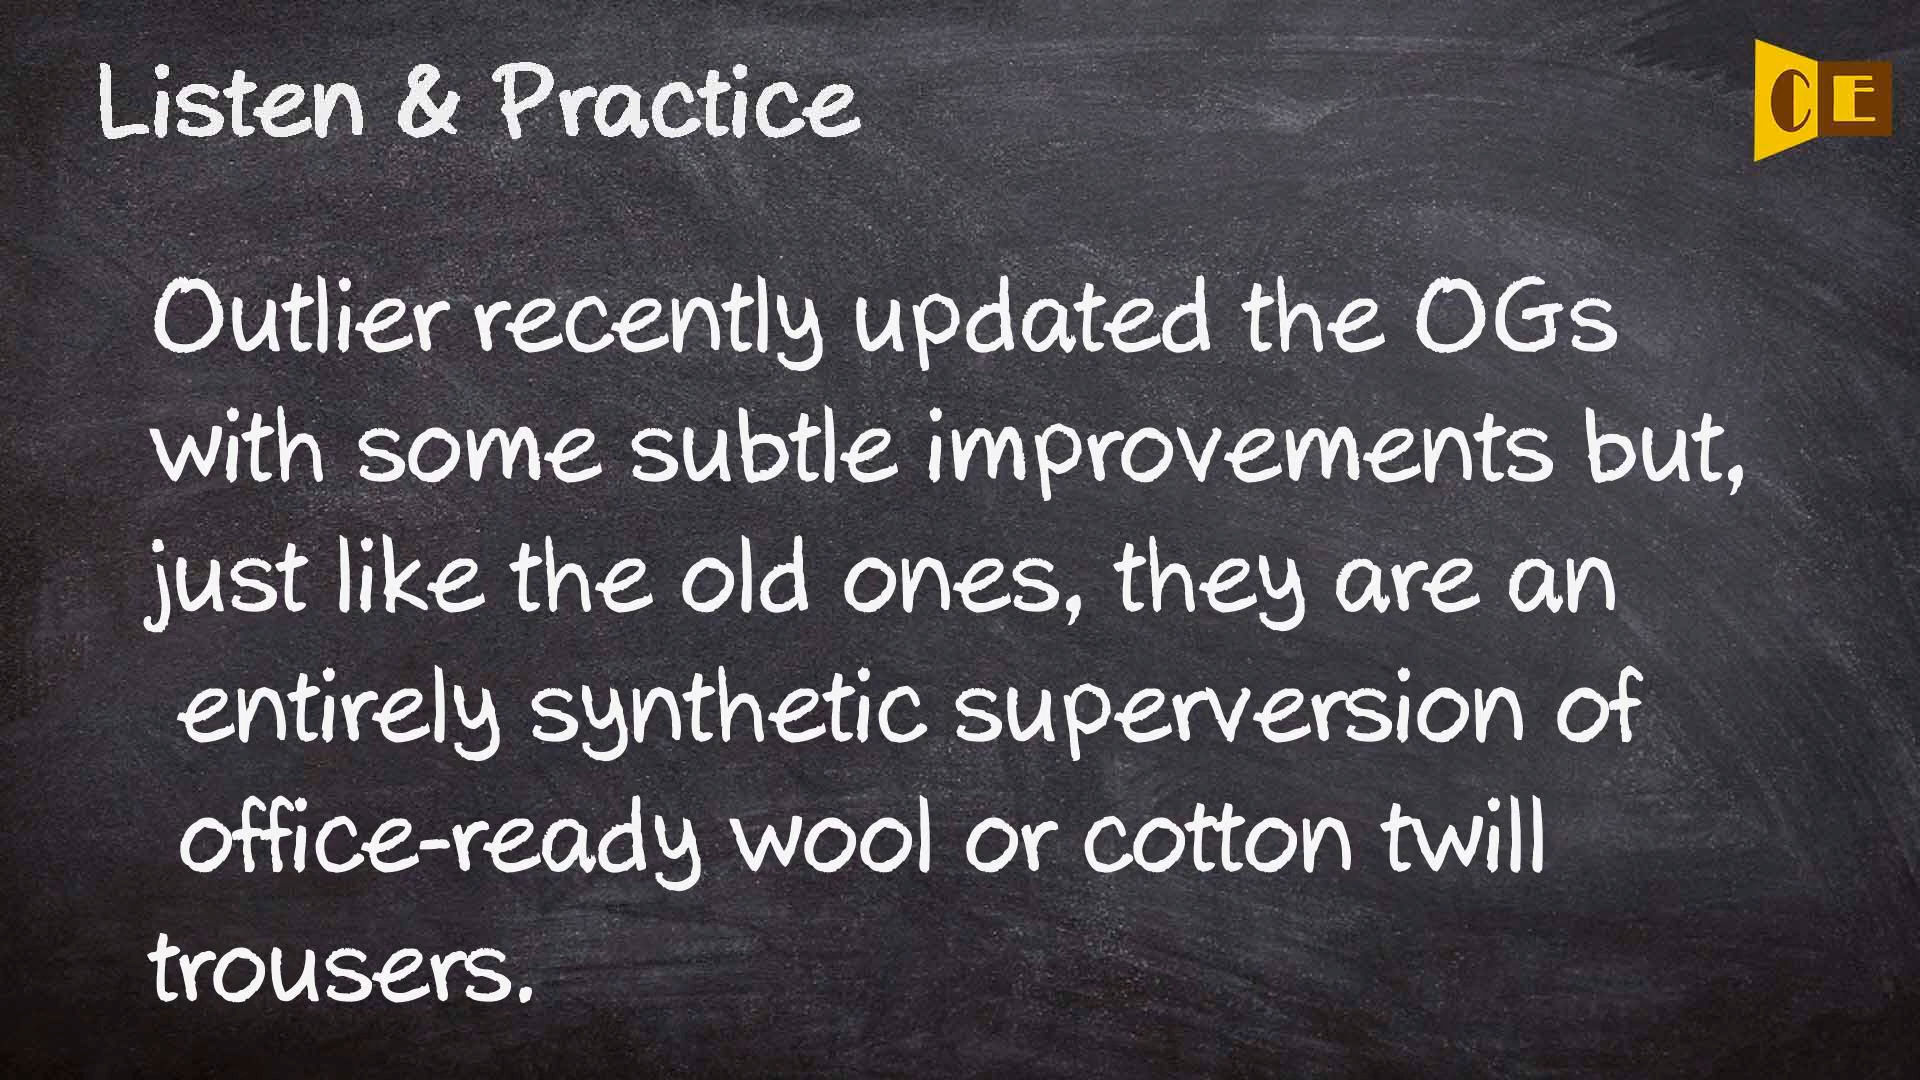 Listen & Practice
CE
Outlier recently updated the OGs
with some subtle improvements but,
just like the old ones, they are an
entirely synthetic superversion of
office-ready wool or cotton twill
trousers.